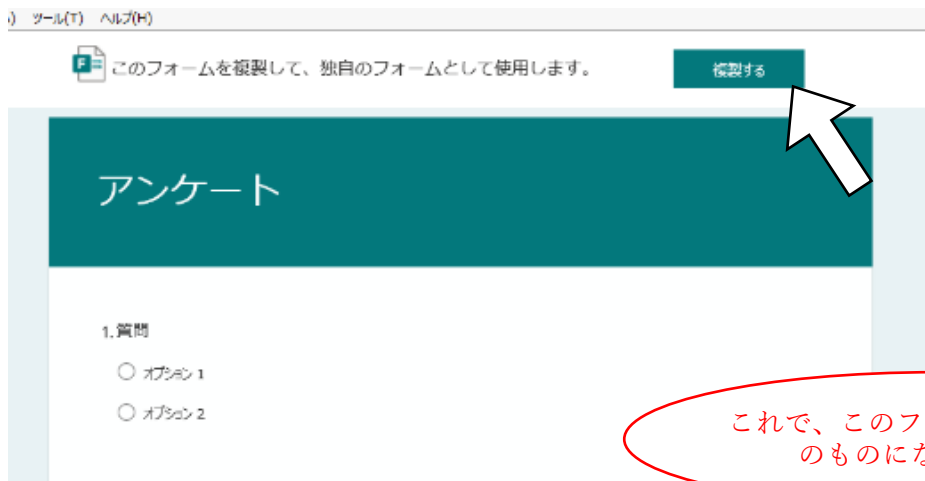 ) ツール(T) ヘルプ(H)
F このフォームを複製して、独自のフォームとして使用します。 複製する
アンケート
1. 質問
オプション 1
オプション 2
これで、このフ
のものにな